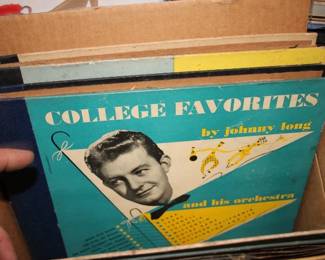 COLLEGE FAVORITES
by johnny long
and his orchestra